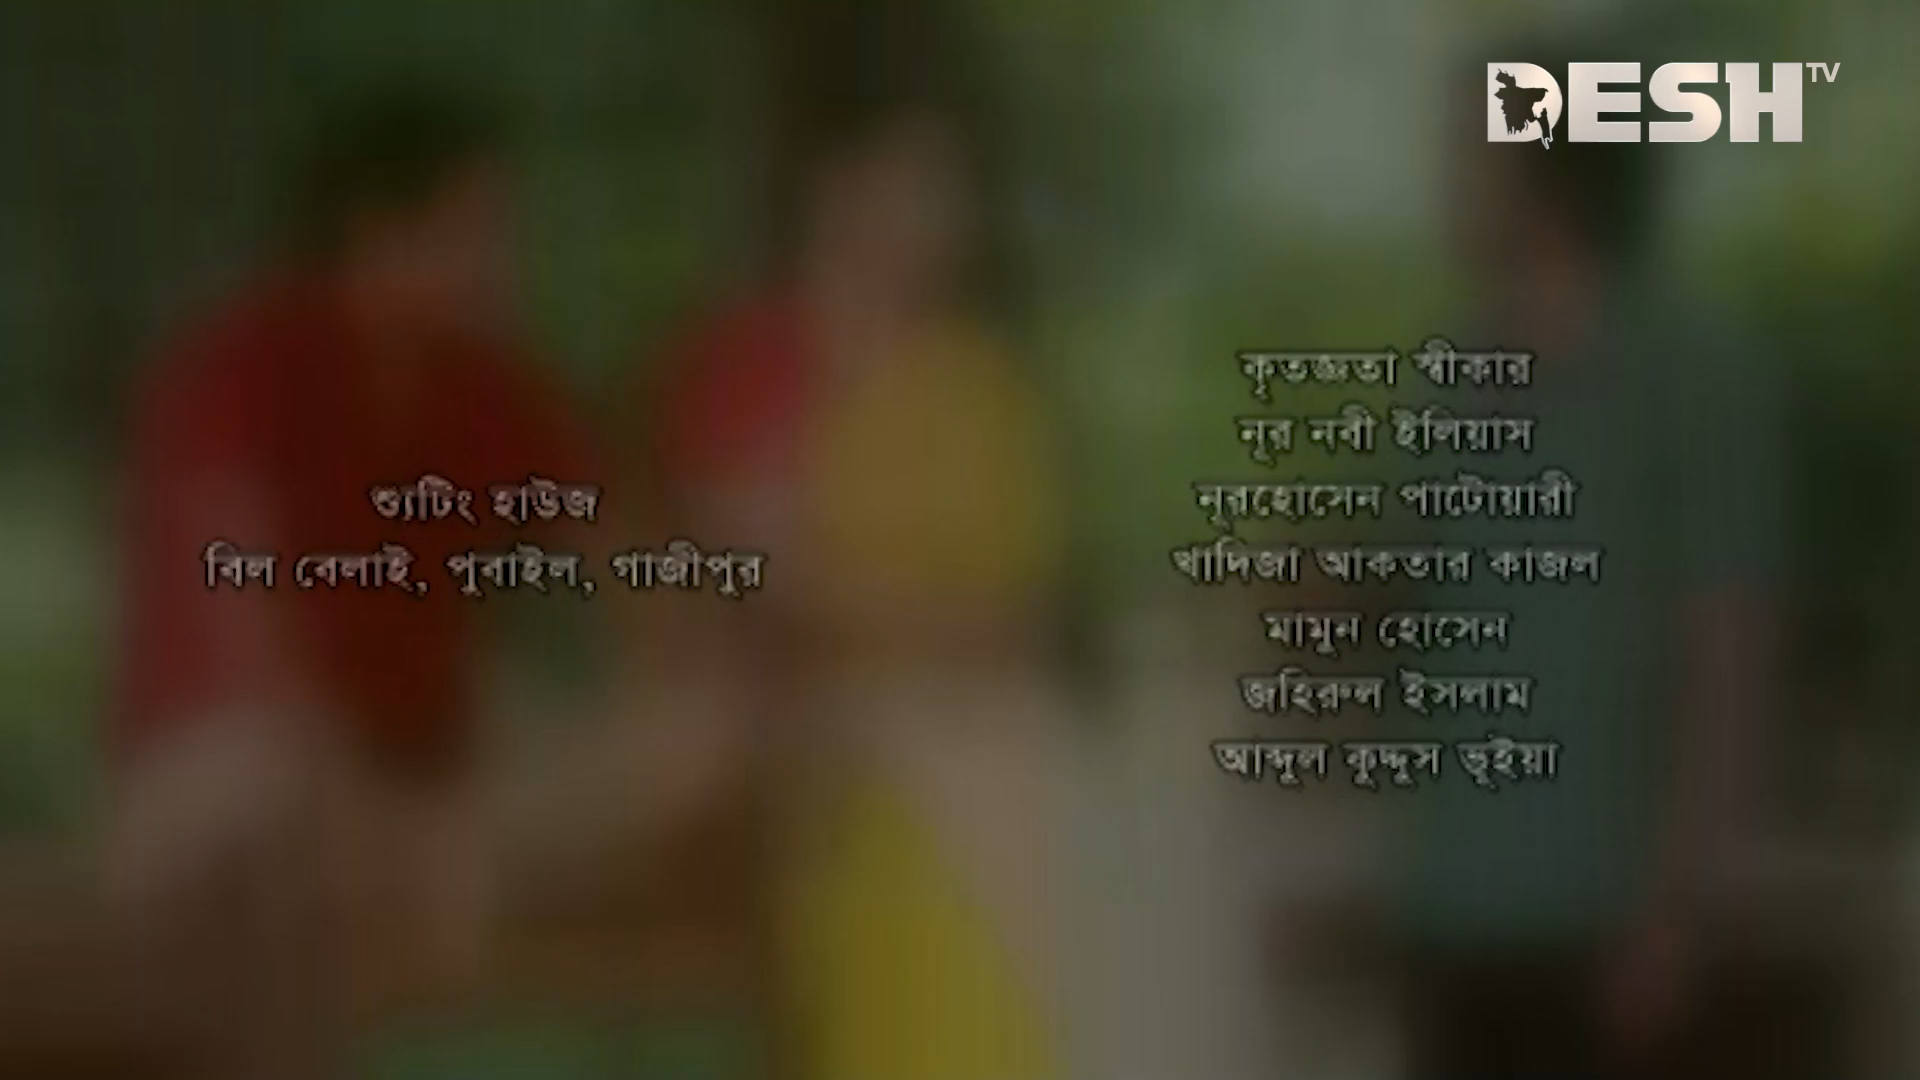 DESH TV
শ্যুটিং হাউজ
বিল বেলাই, পুবাইল, গাজীপুর
কৃতজ্ঞতা স্বীকার
নূর নবী ইলিয়াস
নূরহোসেন পাটোয়ারী
খাদিজা আকতার কাজল
মামুন হোসেন
জহিরুল ইসলাম
আব্দুল কুদ্দুস ভূইয়া